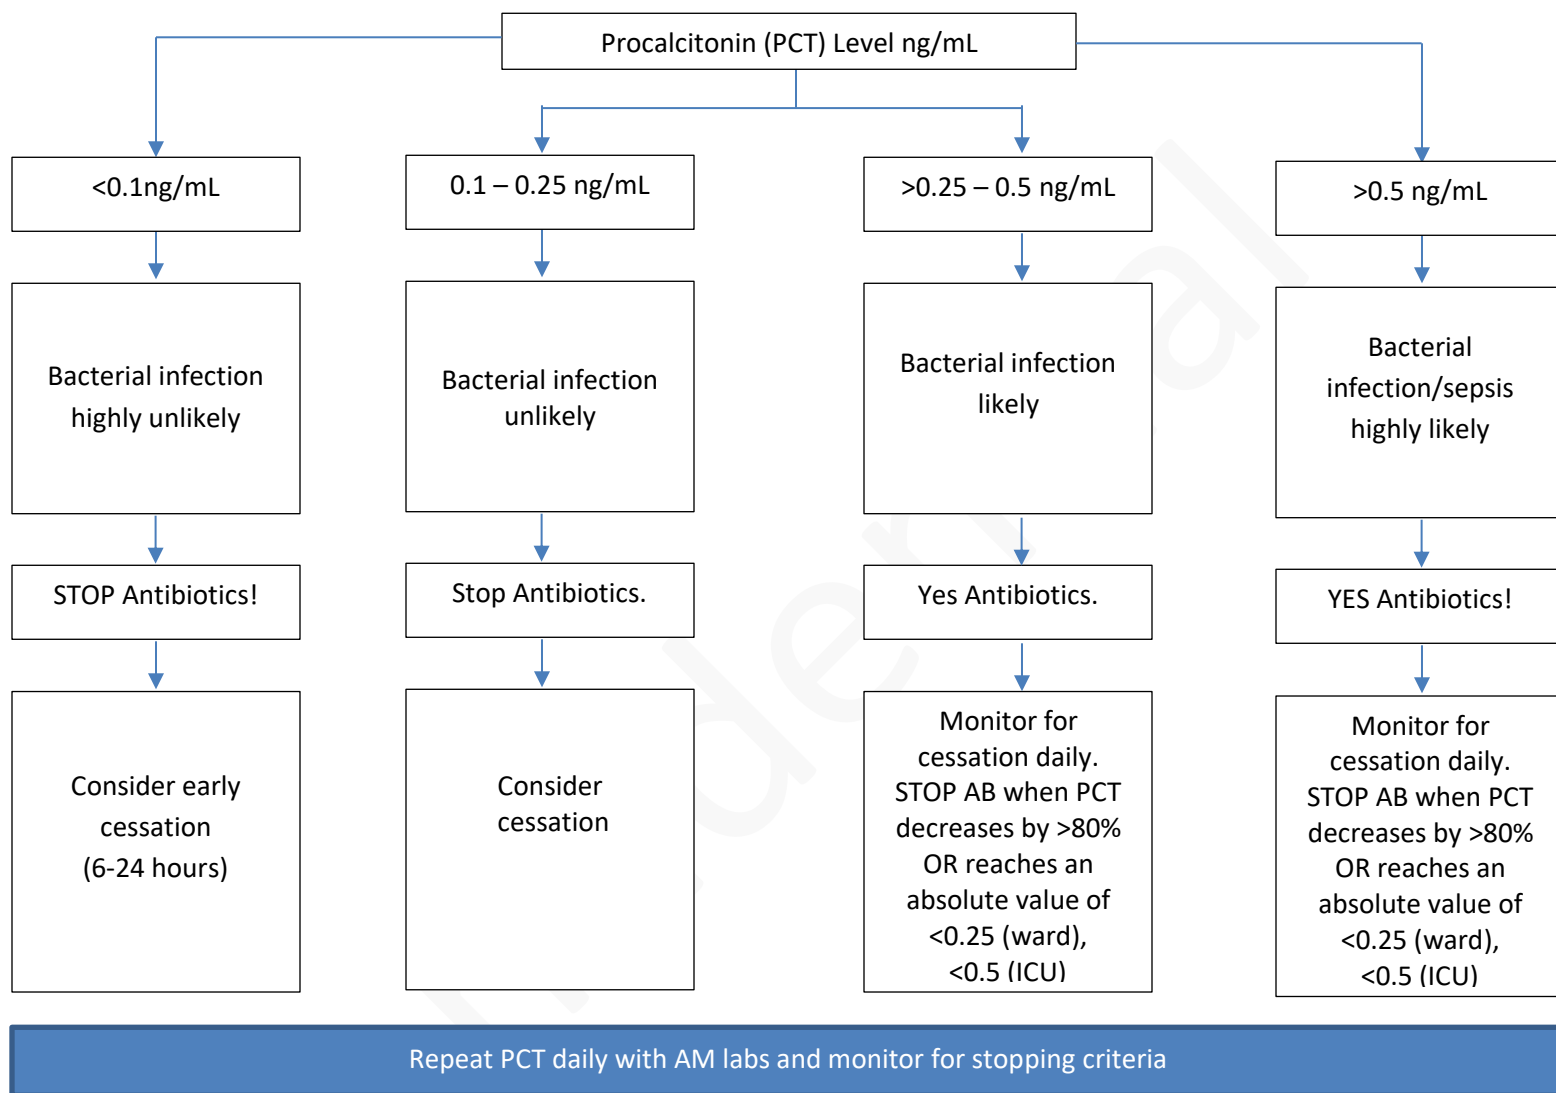 Procalcitonin (PCT) Level ng/mL
<0.1ng/mL
0.1 – 0.25 ng/mL
>0.25 – 0.5 ng/mL
>0.5 ng/mL
Bacterial infection
highly unlikely
Bacterial infection
unlikely
Bacterial infection
likely
Bacterial
infection/sepsis
highly likely
STOP Antibiotics!
Stop Antibiotics.
Yes Antibiotics.
YES Antibiotics!
Consider early
cessation
(6-24 hours)
Consider
cessation
Monitor for
cessation daily.
STOP AB when PCT
decreases by >80%
OR reaches an
absolute value of
<0.25 (ward),
<0.5 (ICU)
Monitor for
cessation daily.
STOP AB when PCT
decreases by >80%
OR reaches an
absolute value of
<0.25 (ward),
<0.5 (ICU)
Repeat PCT daily with AM labs and monitor for stopping criteria